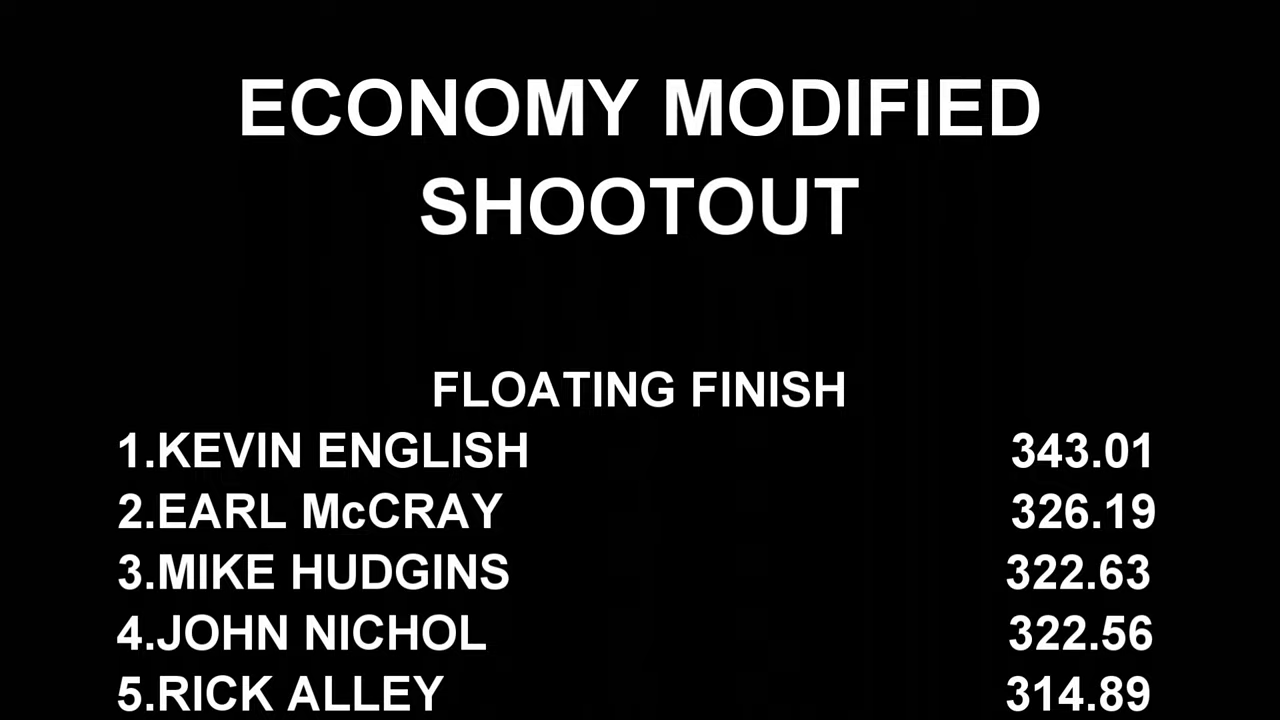 ECONOMY MODIFIED
SHOOTOUT
FLOATING FINISH
1.KEVIN ENGLISH 343.01
2.EARL McCRAY 326.19
3.MIKE HUDGINS 322.63
4.JOHN NICHOL 322.56
5.RICK ALLEY 314.89